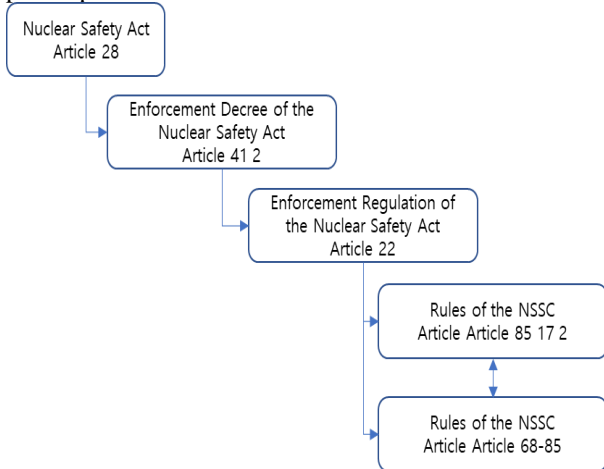 Nuclear Safety Act
Article 28
Enforcement Decree of the
Nuclear Safety Act
Article 41 2
Enforcement Regulation of
the Nuclear Safety Act
Article 22
Rules of the NSSC
Article Article 85 17 2
Rules of the NSSC
Article Article 68-85